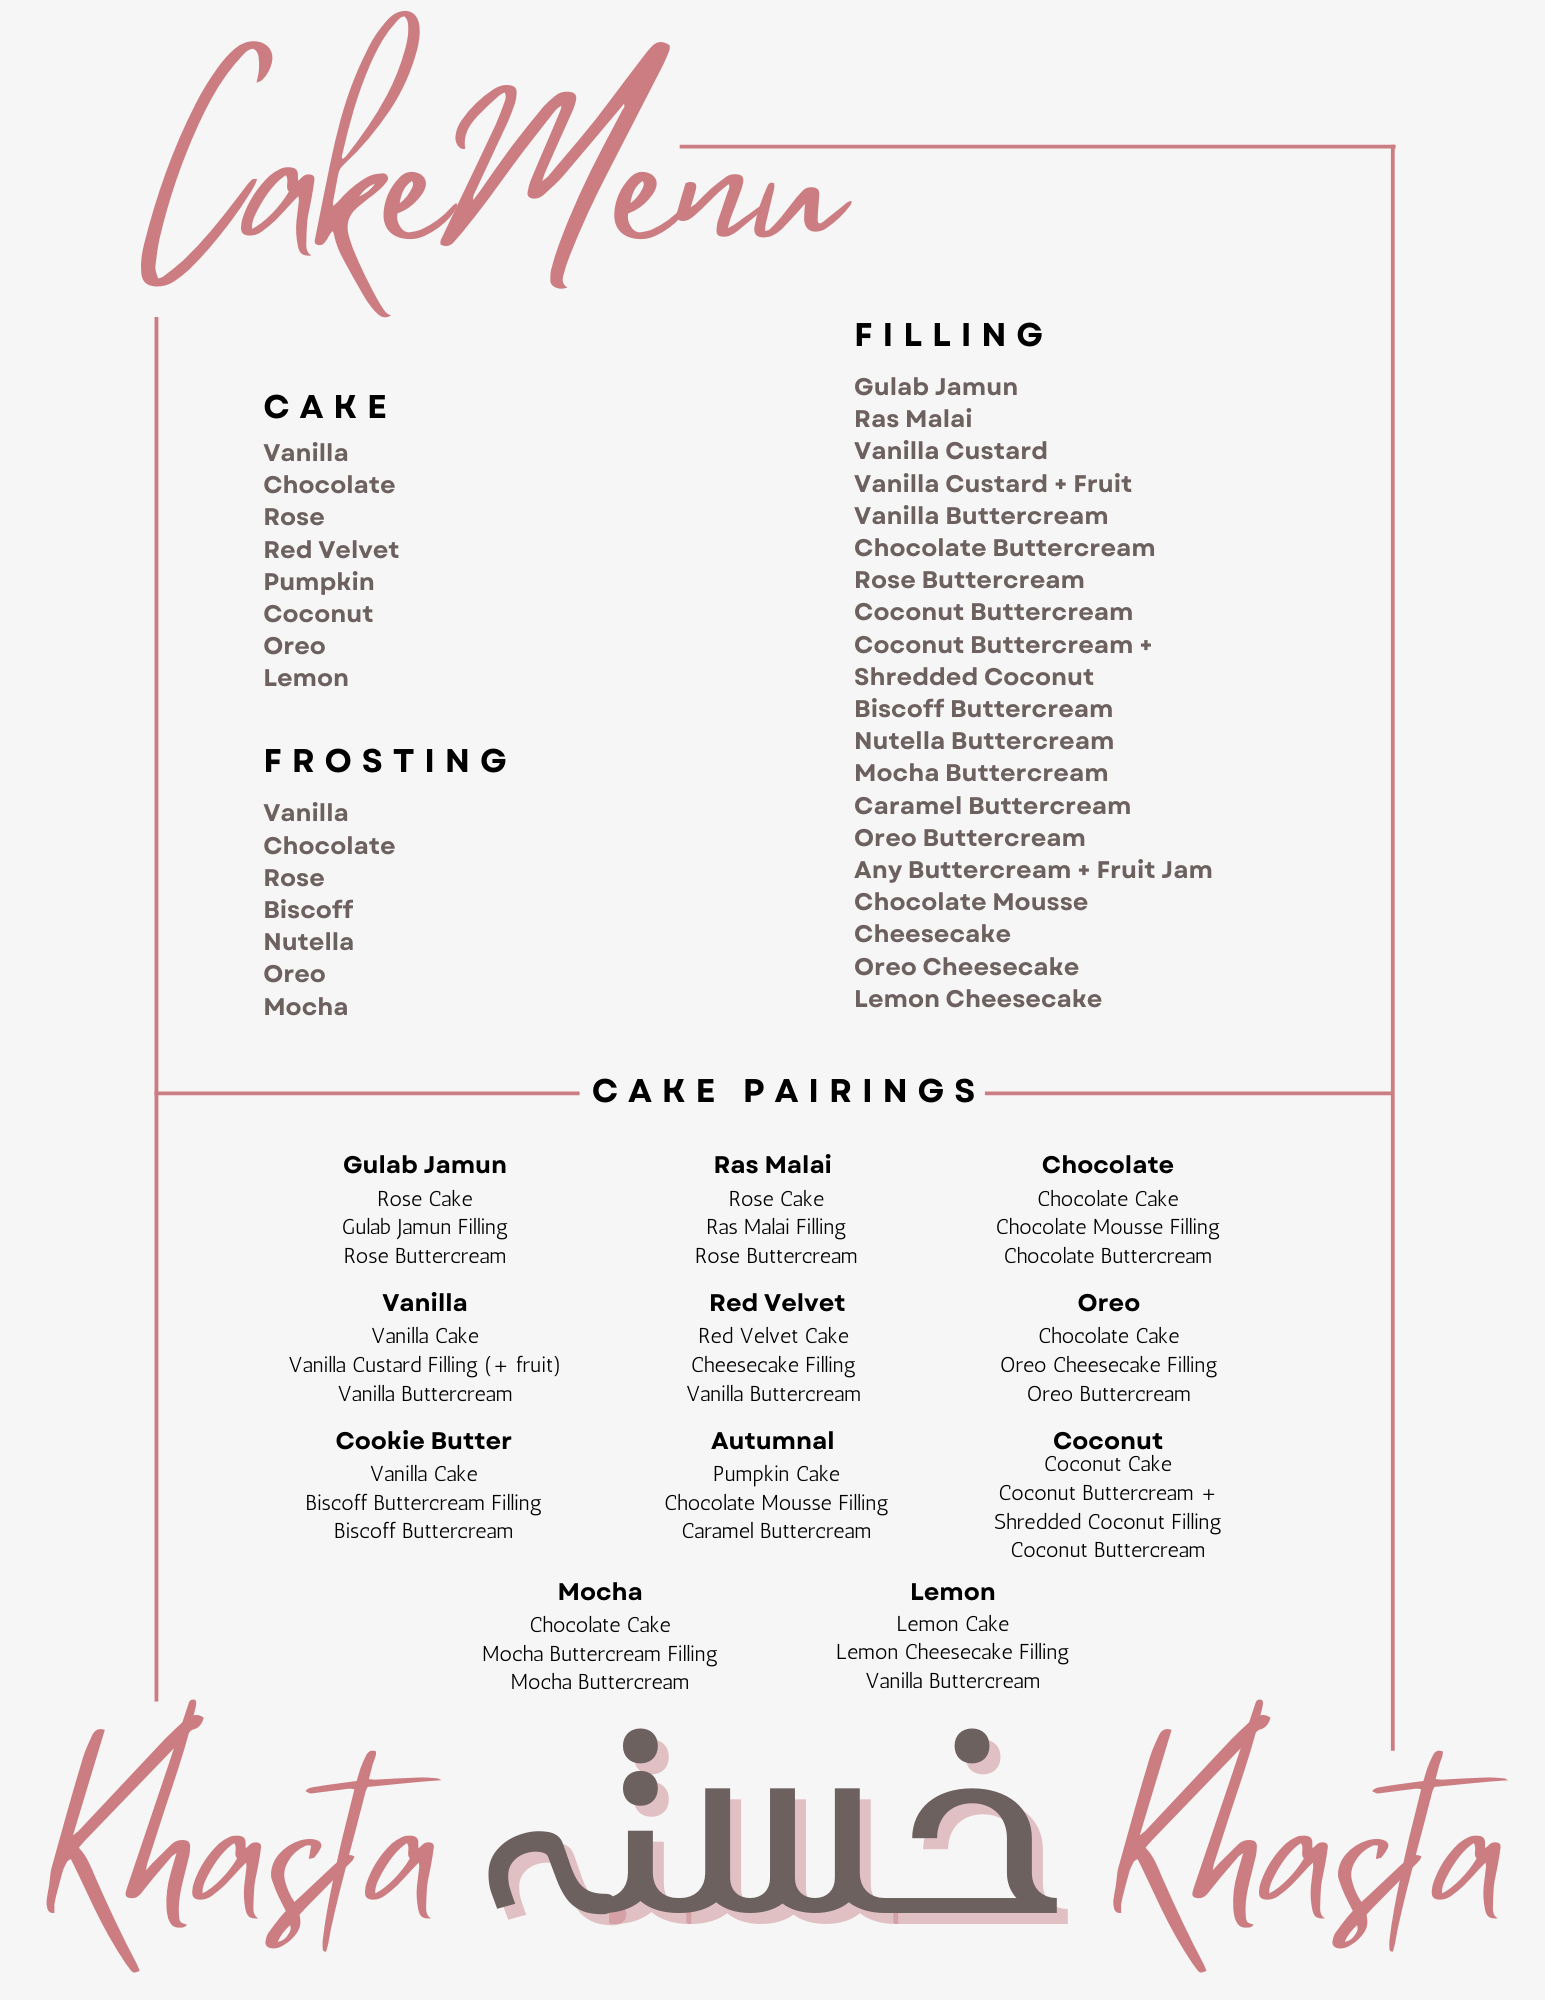 Cake Menu
CAKE
Vanilla
Chocolate
Rose
Red Velvet
Pumpkin
Coconut
Oreo
Lemon
FROSTING
Vanilla
Chocolate
Rose
Biscoff
Nutella
Oreo
Mocha
FILLING
Gulab Jamun
Ras Malai
Vanilla Custard
Vanilla Custard + Fruit
Vanilla Buttercream
Chocolate Buttercream
Rose Buttercream
Coconut Buttercream
Coconut Buttercream +
Shredded Coconut
Biscoff Buttercream
Nutella Buttercream
Mocha Buttercream
Caramel Buttercream
Oreo Buttercream
Any Buttercream + Fruit Jam
Chocolate Mousse
Cheesecake
Oreo Cheesecake
Lemon Cheesecake
CAKE PAIRINGS
Gulab Jamun
Rose Cake
Gulab Jamun Filling
Rose Buttercream
Ras Malai
Rose Cake
Ras Malai Filling
Rose Buttercream
Chocolate
Chocolate Cake
Chocolate Mousse Filling
Chocolate Buttercream
Vanilla
Vanilla Cake
Vanilla Custard Filling (+ fruit)
Vanilla Buttercream
Red Velvet
Red Velvet Cake
Cheesecake Filling
Vanilla Buttercream
Oreo
Chocolate Cake
Oreo Cheesecake Filling
Oreo Buttercream
Cookie Butter
Vanilla Cake
Biscoff Buttercream Filling
Biscoff Buttercream
Autumnal
Pumpkin Cake
Chocolate Mousse Filling
Caramel Buttercream
Coconut
Coconut Cake
Coconut Buttercream +
Shredded Coconut Filling
Coconut Buttercream
Mocha
Chocolate Cake
Mocha Buttercream Filling
Mocha Buttercream
Lemon
Lemon Cake
Lemon Cheesecake Filling
Vanilla Buttercream
Khasta
خسته
Khasta